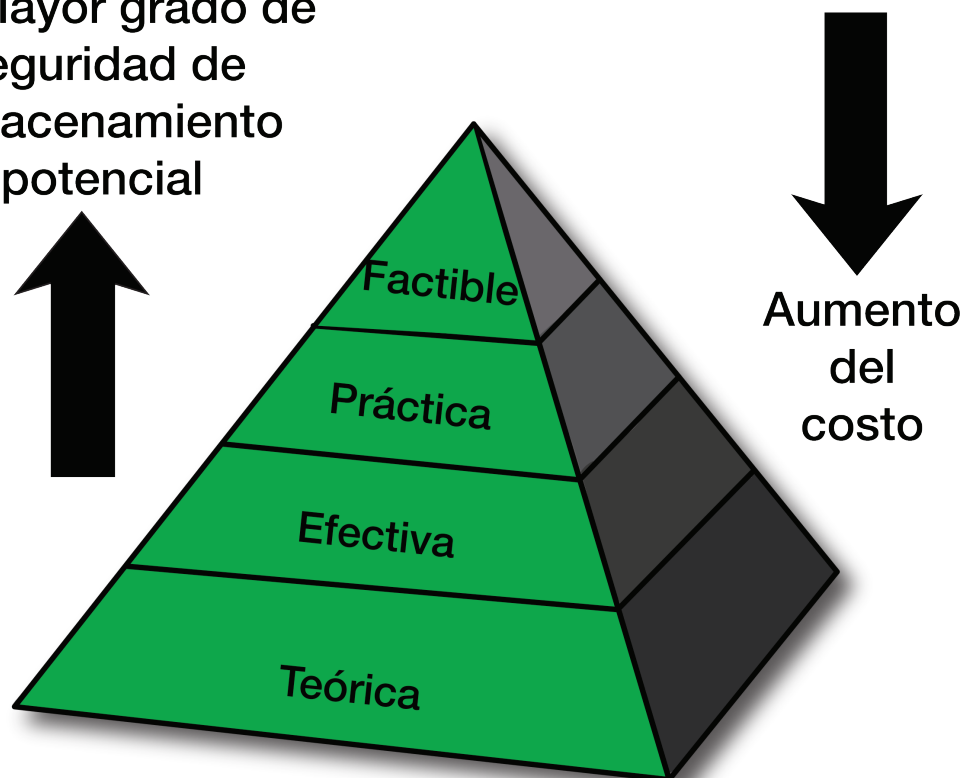 ayor grado de
eguridad de
acenamiento
potencial
Factible
Práctica
Efectiva
Teórica
Aumento
del
costo